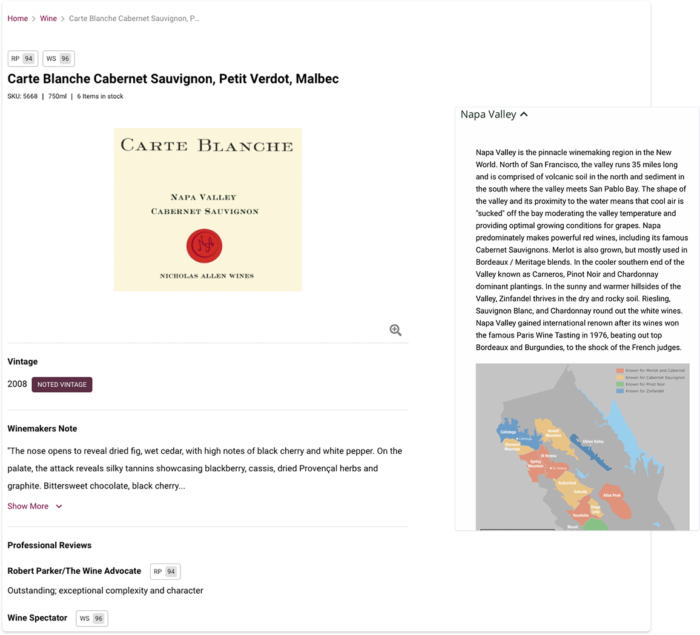 Home > Wine > Carte Blanche Cabernet Sauvignon, P...
RP 94 WS 96
Carte Blanche Cabernet Sauvignon, Petit Verdot, Malbec
SKU: 5668 | 750ml | 6 Items in stock
CARTE BLANCHE
NAPA VALLEY
CABERNET SAUVIGNON
NICHOLAS ALLEN WINES
Vintage
2008 NOTED VINTAGE
Winemakers Note
"The nose opens to reveal dried fig, wet cedar, with high notes of black cherry and white pepper. On the
palate, the attack reveals silky tannins showcasing blackberry, cassis, dried Provençal herbs and
graphite. Bittersweet chocolate, black cherry...
Show More
Professional Reviews
Robert Parker/The Wine Advocate RP 94
Outstanding; exceptional complexity and character
Wine Spectator WS 96
Napa Valley
Napa Valley is the pinnacle winemaking region in the New
World. North of San Francisco, the valley runs 35 miles long
and is comprised of volcanic soil in the north and sediment in
the south where the valley meets San Pablo Bay. The shape of
the valley and its proximity to the water means that cool air is
"sucked" off the bay moderating the valley temperature and
providing optimal growing conditions for grapes. Napa
predominately makes powerful red wines, including its famous
Cabernet Sauvignons. Merlot is also grown, but mostly used in
Bordeaux / Meritage blends. In the cooler southern end of the
Valley known as Carneros, Pinot Noir and Chardonnay
dominant plantings. In the sunny and warmer hillsides of the
Valley, Zinfandel thrives in the dry and rocky soil. Riesling,
Sauvignon Blanc, and Chardonnay round out the white wines.
Napa Valley gained international renown after its wines won
the famous Paris Wine Tasting in 1976, beating out top
Bordeaux and Burgundies, to the shock of the French judges.
Known for Merlot and Cabernet
Known for Cabernet Sauvignon
Known for Pinot Noir
Known for Zinfandel
Calistoga
Howell
Mountain
Chiles Valley
Diamond
Mountain
St Helena
Spring
Mountain
Rutherford
Oakville
Atlas Peak
Stags
Leap
Yountville
Mount